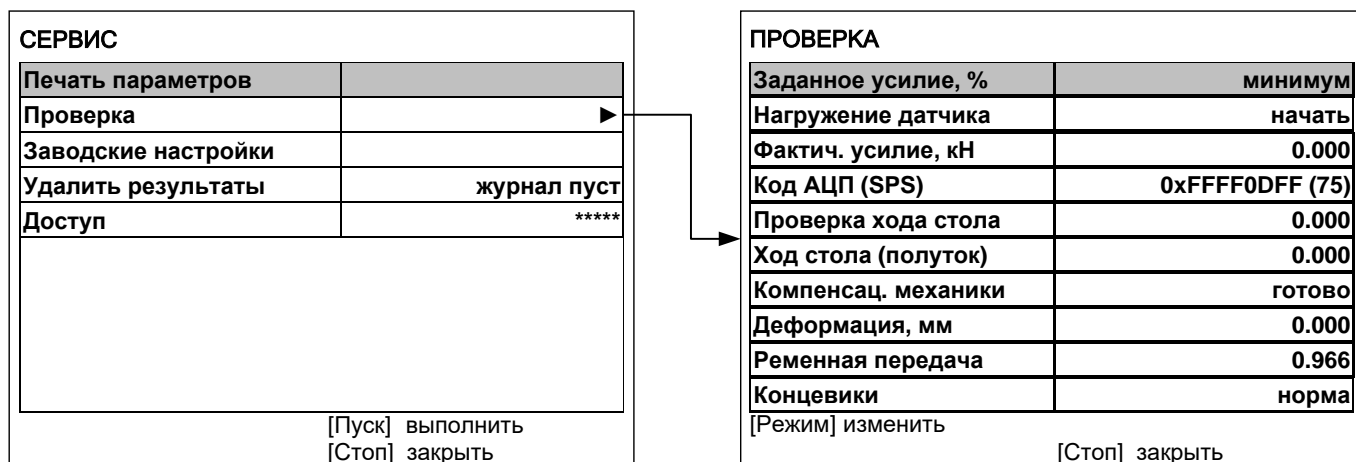 СЕРВИС
Печать параметров
Проверка ►
Заводские настройки
Удалить результаты журнал пуст
Доступ *****
[Пуск] выполнить
[Стоп] закрыть
ПРОВЕРКА
Заданное усилие, % минимум
Нагружение датчика начать
Фактич. усилие, кН 0.000
Код АЦП (SPS) 0xFFFF0DFF (75)
Проверка хода стола 0.000
Ход стола (полуток) 0.000
Компенсац. механики готово
Деформация, мм 0.000
Ременная передача 0.966
Концевики норма
[Режим] изменить
[Стоп] закрыть